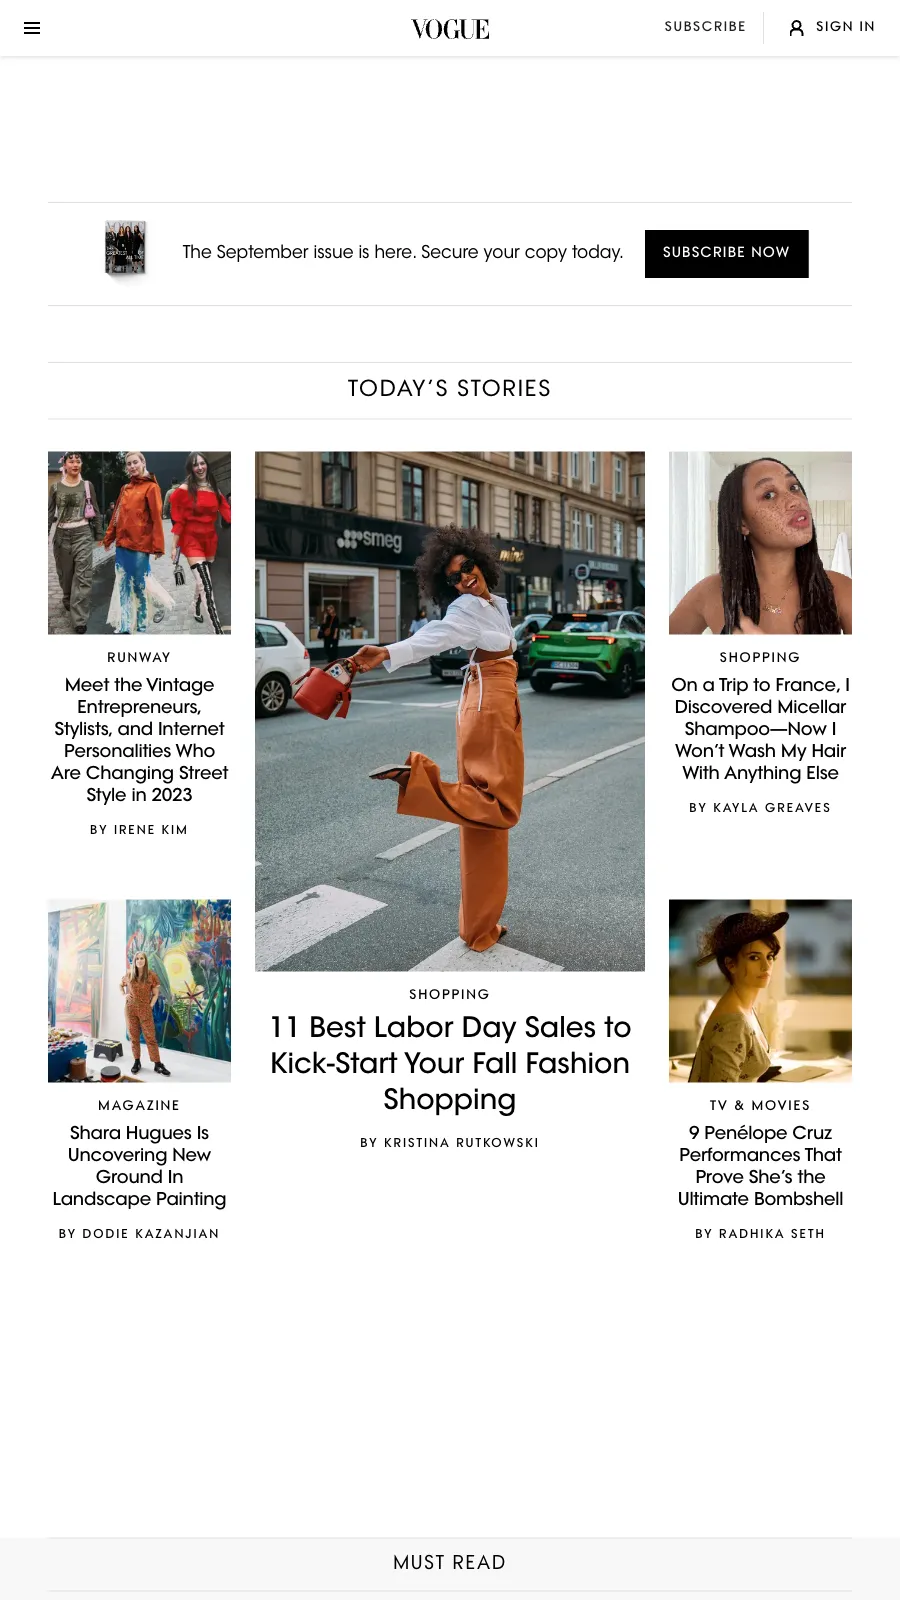 VOGUE
SUBSCRIBE
SIGN IN
The September issue is here. Secure your copy today.
SUBSCRIBE NOW
TODAY’S STORIES
RUNWAY
Meet the Vintage
Entrepreneurs,
Stylists, and Internet
Personalities Who
Are Changing Street
Style in 2023
BY IRENE KIM
MAGAZINE
Shara Hugues Is
Uncovering New
Ground In
Landscape Painting
BY DODIE KAZANJIAN
smeg
mint
SHOPPING
11 Best Labor Day Sales to
Kick-Start Your Fall Fashion
Shopping
BY KRISTINA RUTKOWSKI
SHOPPING
On a Trip to France, I
Discovered Micellar
Shampoo—Now I
Won’t Wash My Hair
With Anything Else
BY KAYLA GREAVES
TV & MOVIES
9 Penélope Cruz
Performances That
Prove She’s the
Ultimate Bombshell
BY RADHIKA SETH
MUST READ